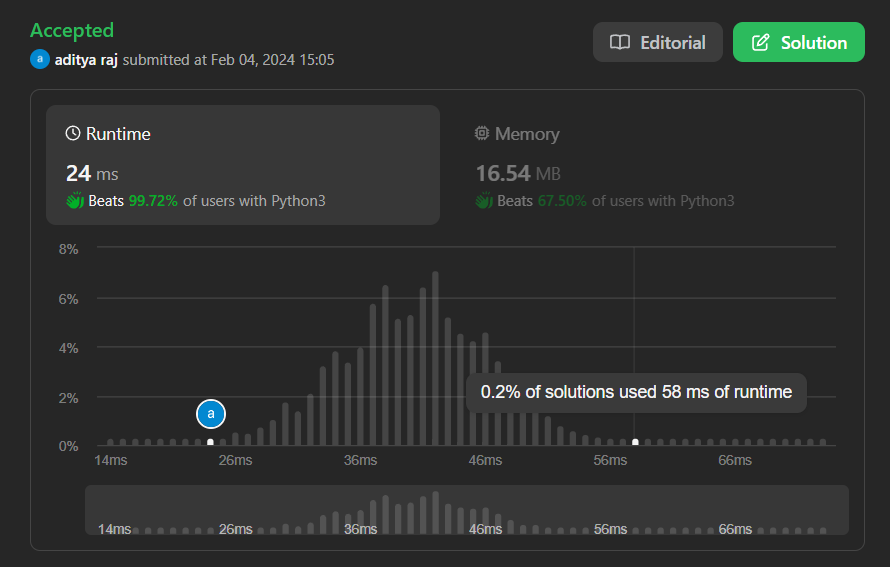 Accepted
a aditya raj submitted at Feb 04, 2024 15:05
Editorial
Solution
Runtime
24 ms
Beats 99.72% of users with Python3
Memory
16.54 MB
Beats 67.50% of users with Python3
8%
6%
4%
2%
0%
a
0.2% of solutions used 58 ms of runtime
14ms 26ms 36ms 46ms 56ms 66ms
14ms 26ms 36ms 46ms 56ms 66ms